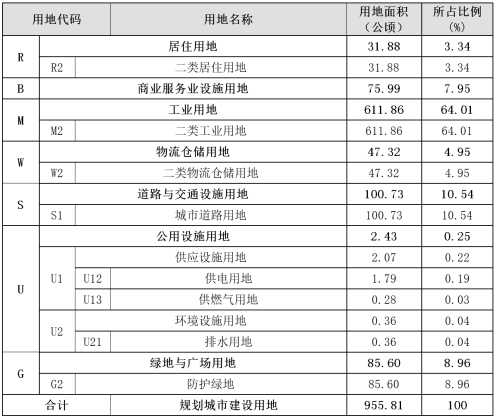 用地代码 用地名称 用地面积（公顷） 所占比例（%）
R 居住用地 31.88 3.34
R2 二类居住用地 31.88 3.34
B 商业服务业设施用地 75.99 7.95
M 工业用地 611.86 64.01
M2 二类工业用地 611.86 64.01
W 物流仓储用地 47.32 4.95
W2 二类物流仓储用地 47.32 4.95
S 道路与交通设施用地 100.73 10.54
S1 城市道路用地 100.73 10.54
U 公用设施用地 2.43 0.25
U1 供应设施用地 2.07 0.22
U12 供电用地 1.79 0.19
U13 供燃气用地 0.28 0.03
U2 环境设施用地 0.36 0.04
U21 排水用地 0.36 0.04
G 绿地与广场用地 85.60 8.96
G2 防护绿地 85.60 8.96
合计 规划城市建设用地 955.81 100